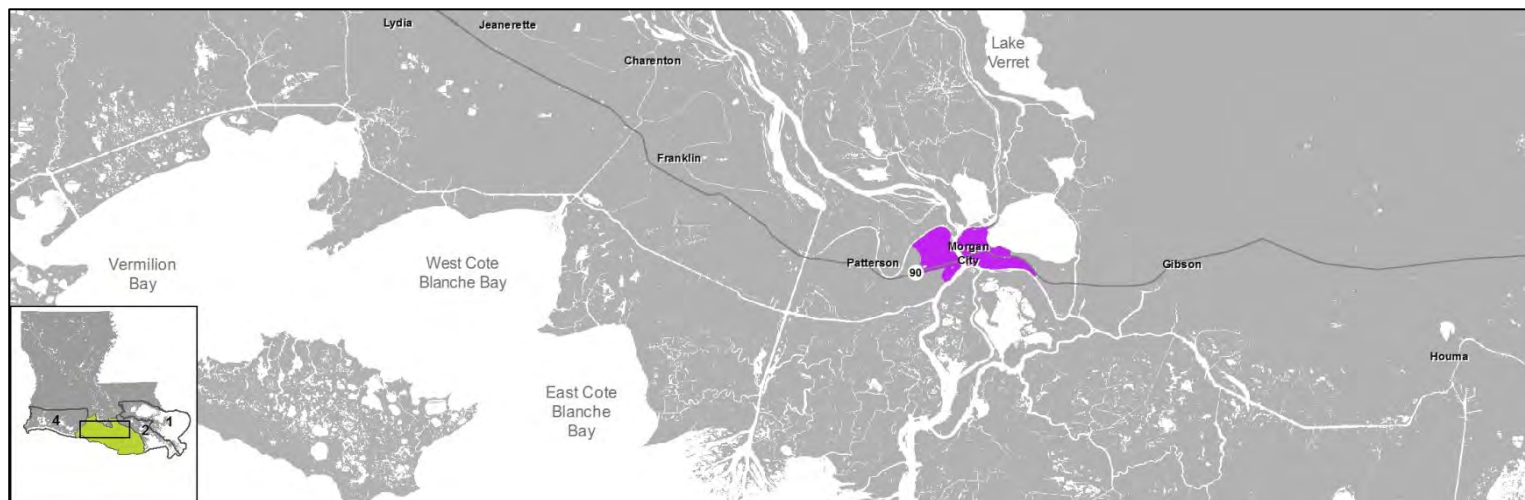 Lydia
Jeanerette
Charenton
Lake
Verret
Franklin
Morgan
City
Patterson
90
Gibson
Vermilion
Bay
West Cote
Blanche Bay
East Cote
Blanche
Bay
Houma
4
2
1